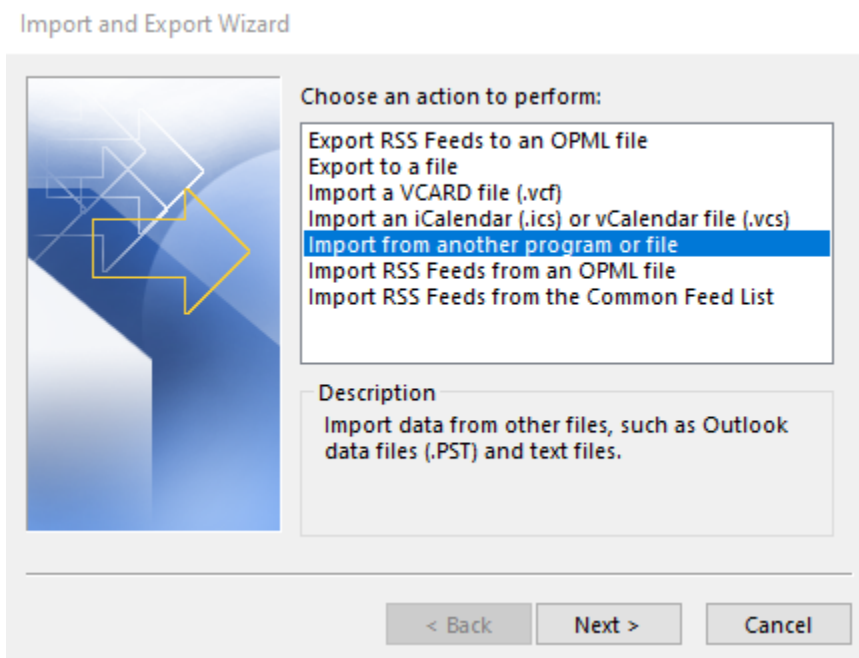 Import and Export Wizard
Choose an action to perform:
Export RSS Feeds to an OPML file
Export to a file
Import a VCARD file (.vcf)
Import an iCalendar (.ics) or vCalendar file (.vcs)
Import from another program or file
Import RSS Feeds from an OPML file
Import RSS Feeds from the Common Feed List
Description
Import data from other files, such as Outlook
data files (.PST) and text files.
< Back
Next >
Cancel